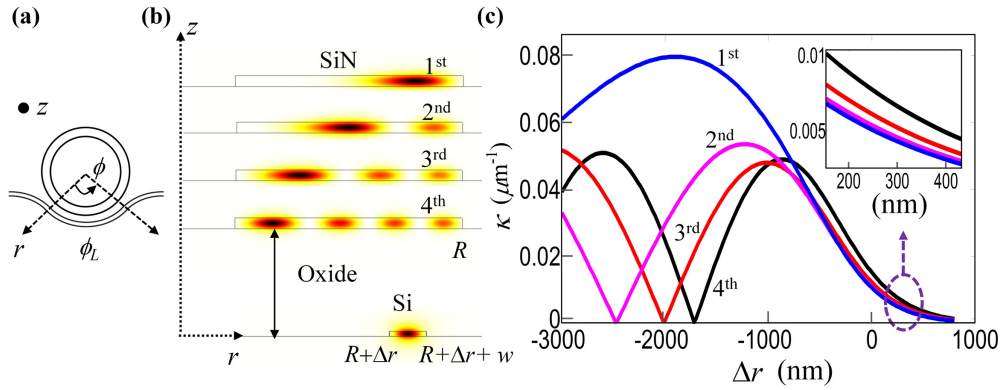 (a)
z
ϕ
r
ϕL
(b)
z
SiN
1st
2nd
3rd
4th
R
Oxide
Si
r
R+Δr
R+Δr+w
(c)
κ (μm-1)
0.08
0.06
0.04
0.02
0
-3000
-2000
-1000
0
1000
Δr (nm)
1st
2nd
3rd
4th
0.01
0.005
200
300
400
(nm)